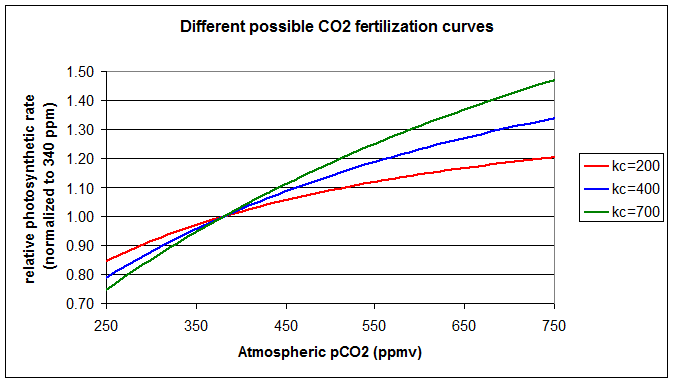 Different possible CO2 fertilization curves
relative photosynthetic rate
(normalized to 340 ppm)
1.50
1.40
1.30
1.20
1.10
1.00
0.90
0.80
0.70
250
350
450
550
650
750
Atmospheric pCO2 (ppmv)
kc=200
kc=400
kc=700